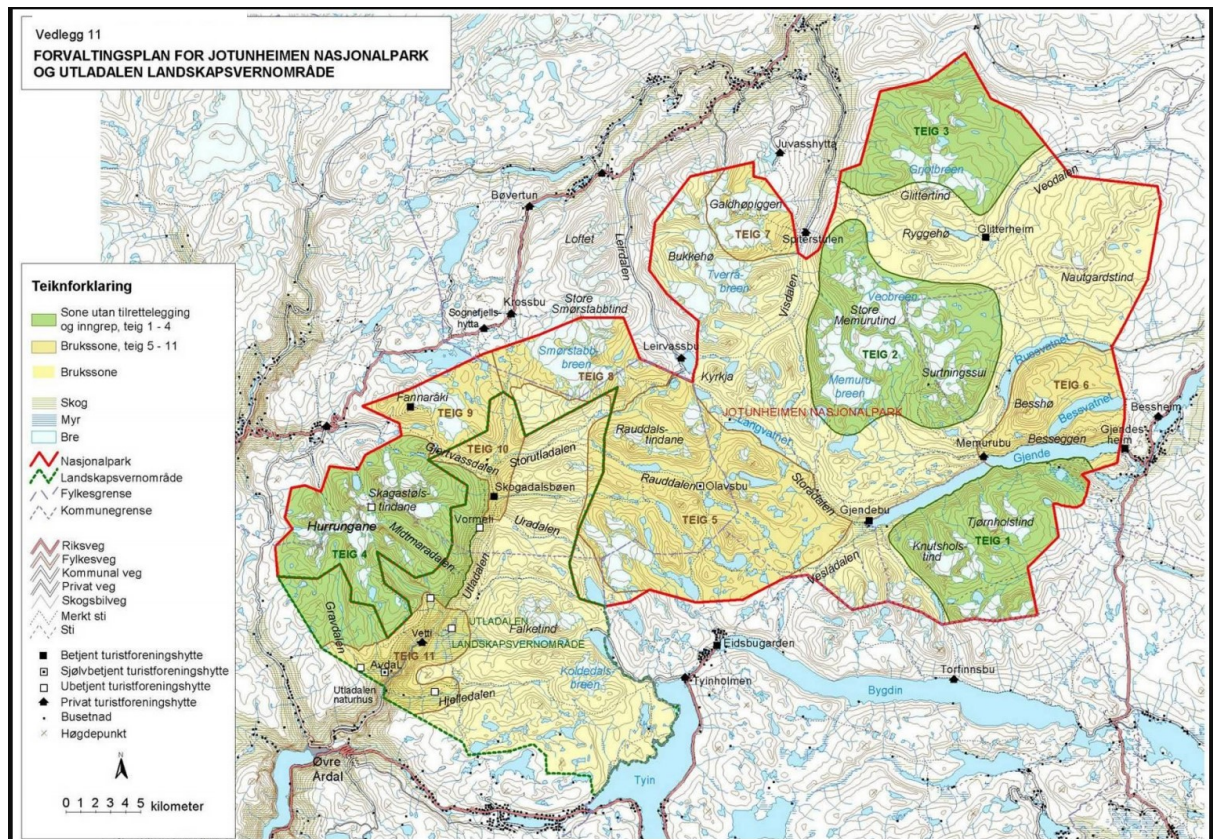 Vedlegg 11
FORVALTINGSPLAN FOR JOTUNHEIMEN NASJONALPARK
OG UTLADALEN LANDSKAPSVERNOMRÅDE
TEIG 3
Juvasshytta
Grjotbreen
Veodalen
Bøvertun
Galdhøpiggen
Glittertind
Loftet
Leirdalen
TEIG 7
Spiterstulen
Ryggehø
Glitterheim
Bukkehø
Tverrå-
breen
Visdalen
Nautgardstind
Veobreen
Store
Memurutind
Krossbu
Store
Smørstabbtind
Sognefjells-
hytta
Leirvassbu
TEIG 2
Russvatnet
Smørstabb-
breen
TEIG 8
Kyrkja
Memuru-
breen
Surtningssui
TEIG 6
Besshø
Bessvatnet
Bessheim
Fannaråki
TEIG 9
JOTUNHEIMEN NASJONALPARK
Rauddals-
tindane
Langvatnet
Memurubu
Besseggen
Gjendes-
heim
Gjende
TEIG 10
Gjertvassdalen
Storutladalen
Skogadalsbøen
Rauddalen
Olavsbu
Storådalen
Skagastøls-
tindane
Hurrungane
Midtmaradalen
Vormeli
Uradalen
TEIG 5
Gjendebu
Tjørnholstind
TEIG 4
Knutshols-
tind
TEIG 1
Vesladalen
Utladalen
Gravdalen
Vetti
UTLADALEN
LANDSKAPSVERNOMRÅDE
Falketind
Eidsbugarden
TEIG 11
Avdal
Koldedals-
breen
Tyinholmen
Torfinnsbu
Bygdin
Utladalen
naturhus
Hjelledalen
Øvre
Årdal
Tyin
Teiknforklaring
Sone utan tilrettelegging
og inngrep, teig 1 - 4
Brukssone, teig 5 - 11
Brukssone
Skog
Myr
Bre
Nasjonalpark
Landskapsvernområde
Fylkesgrense
Kommunegrense
Riksveg
Fylkesveg
Kommunal veg
Privat veg
Skogsbilveg
Merkt sti
Sti
Betjent turistforeningshytte
Sjølvbetjent turistforeningshytte
Ubetjent turistforeningshytte
Privat turistforeningshytte
Busetnad
Høgdepunkt
N
0 1 2 3 4 5 kilometer